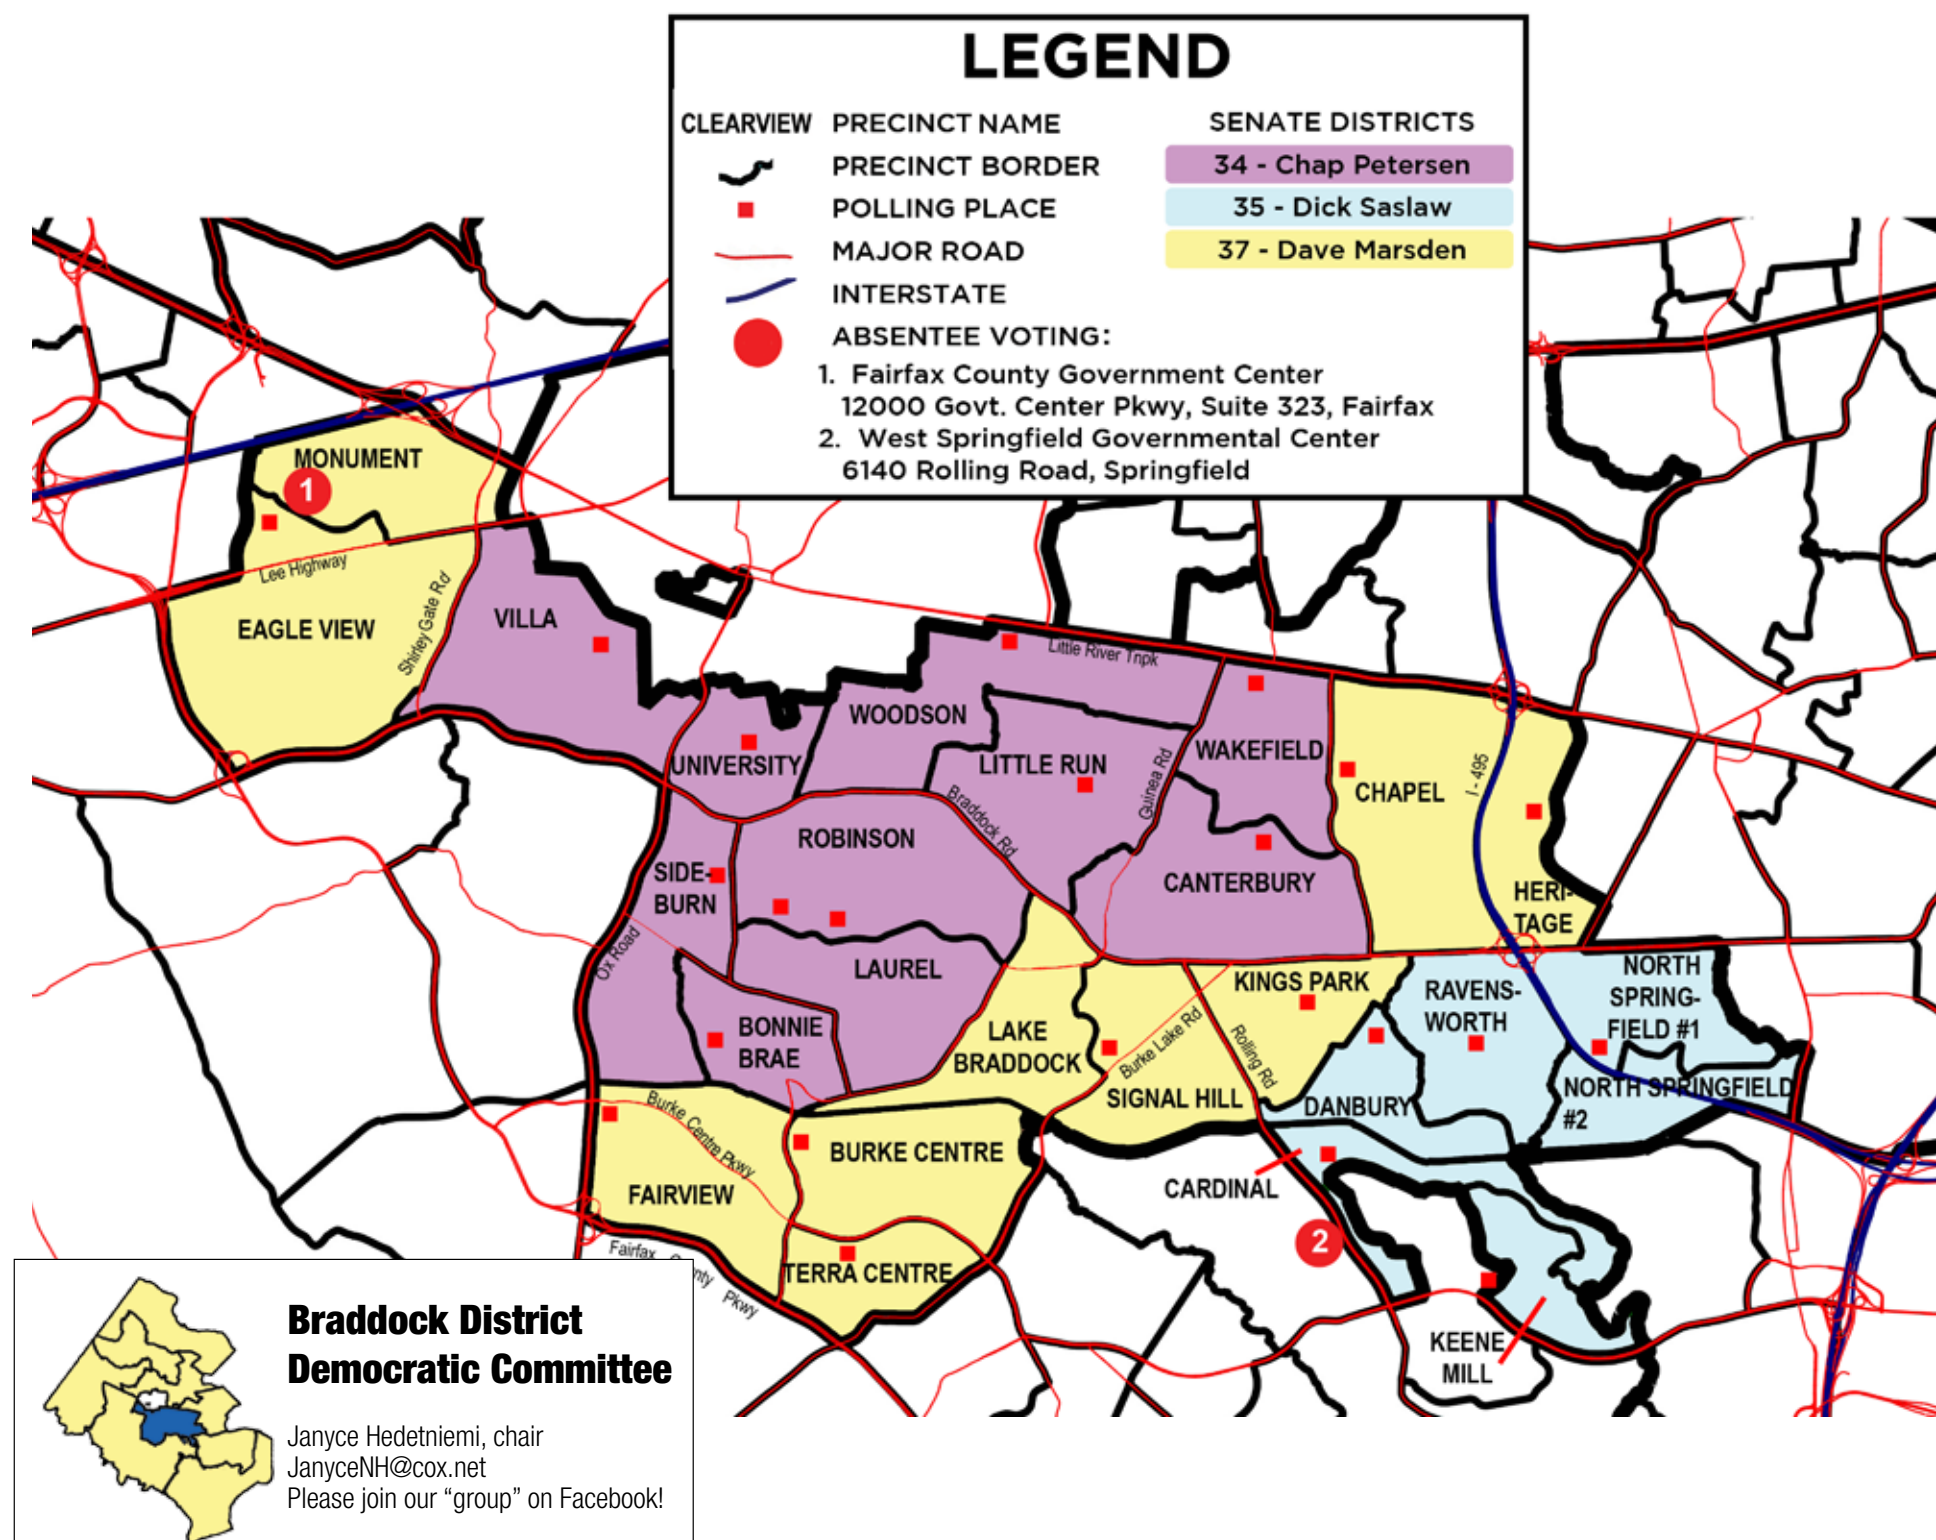 LEGEND
CLEARVIEW PRECINCT NAME
PRECINCT BORDER
POLLING PLACE
MAJOR ROAD
INTERSTATE
ABSENTEE VOTING:
1. Fairfax County Government Center
12000 Govt. Center Pkwy, Suite 323, Fairfax
2. West Springfield Governmental Center
6140 Rolling Road, Springfield
SENATE DISTRICTS
34 - Chap Petersen
35 - Dick Saslaw
37 - Dave Marsden
MONUMENT
1
Lee Highway
EAGLE VIEW
Shirley Gate Rd
VILLA
Little River Tnpk
WOODSON
UNIVERSITY
LITTLE RUN
Guinea Rd
WAKEFIELD
CHAPEL
I - 495
Braddock Rd
ROBINSON
SIDE-
BURN
CANTERBURY
HERI-
TAGE
Ox Road
LAUREL
KINGS PARK
RAVENS-
WORTH
NORTH
SPRING-
FIELD #1
BONNIE
BRAE
LAKE
BRADDOCK
Burke Lake Rd
Rolling Rd
SIGNAL HILL
DANBURY
NORTH SPRINGFIELD
#2
Burke Centre Pkwy
BURKE CENTRE
FAIRVIEW
CARDINAL
2
Fairfax County Pkwy
TERRA CENTRE
KEENE
MILL
Braddock District
Democratic Committee
Janyce Hedetniemi, chair
JanyceNH@cox.net
Please join our “group” on Facebook!